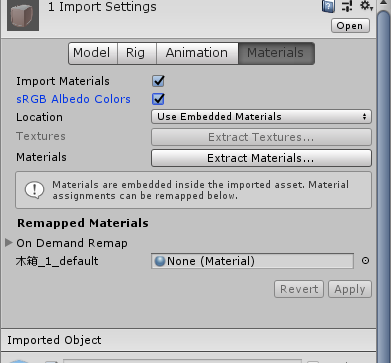 1 Import Settings
Open
Model Rig Animation Materials
Import Materials
sRGB Albedo Colors
Location Use Embedded Materials
Textures Extract Textures...
Materials Extract Materials...
Materials are embedded inside the imported asset. Material
assignments can be remapped below.
Remapped Materials
On Demand Remap
木箱_1_default None (Material)
Revert Apply
Imported Object